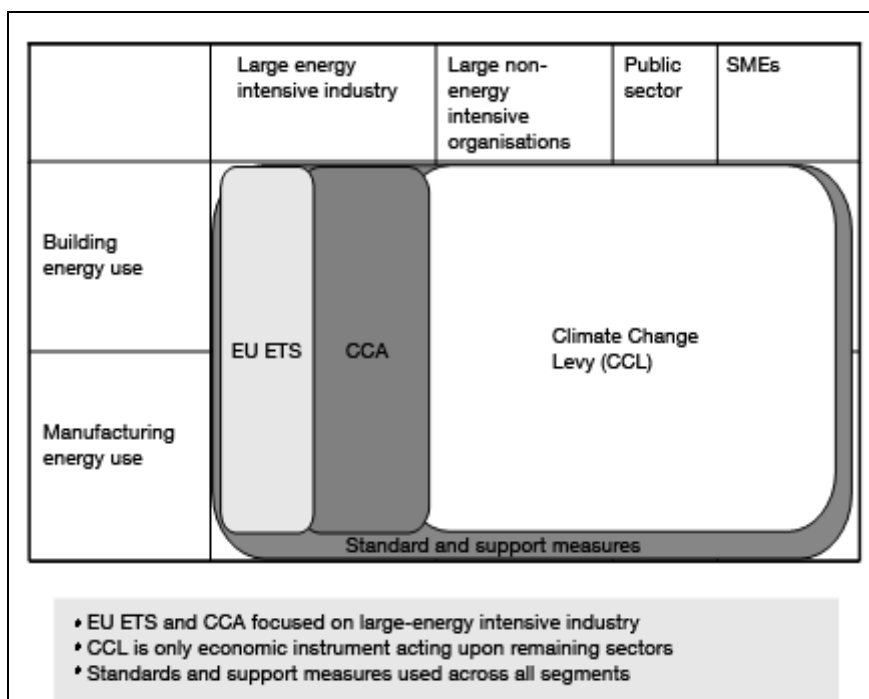 Large energy
intensive industry
Large non-
energy
intensive
organisations
Public
sector
SMEs
Building
energy use
Manufacturing
energy use
EU ETS
CCA
Climate Change
Levy (CCL)
Standard and support measures
• EU ETS and CCA focused on large-energy intensive industry
• CCL is only economic instrument acting upon remaining sectors
• Standards and support measures used across all segments